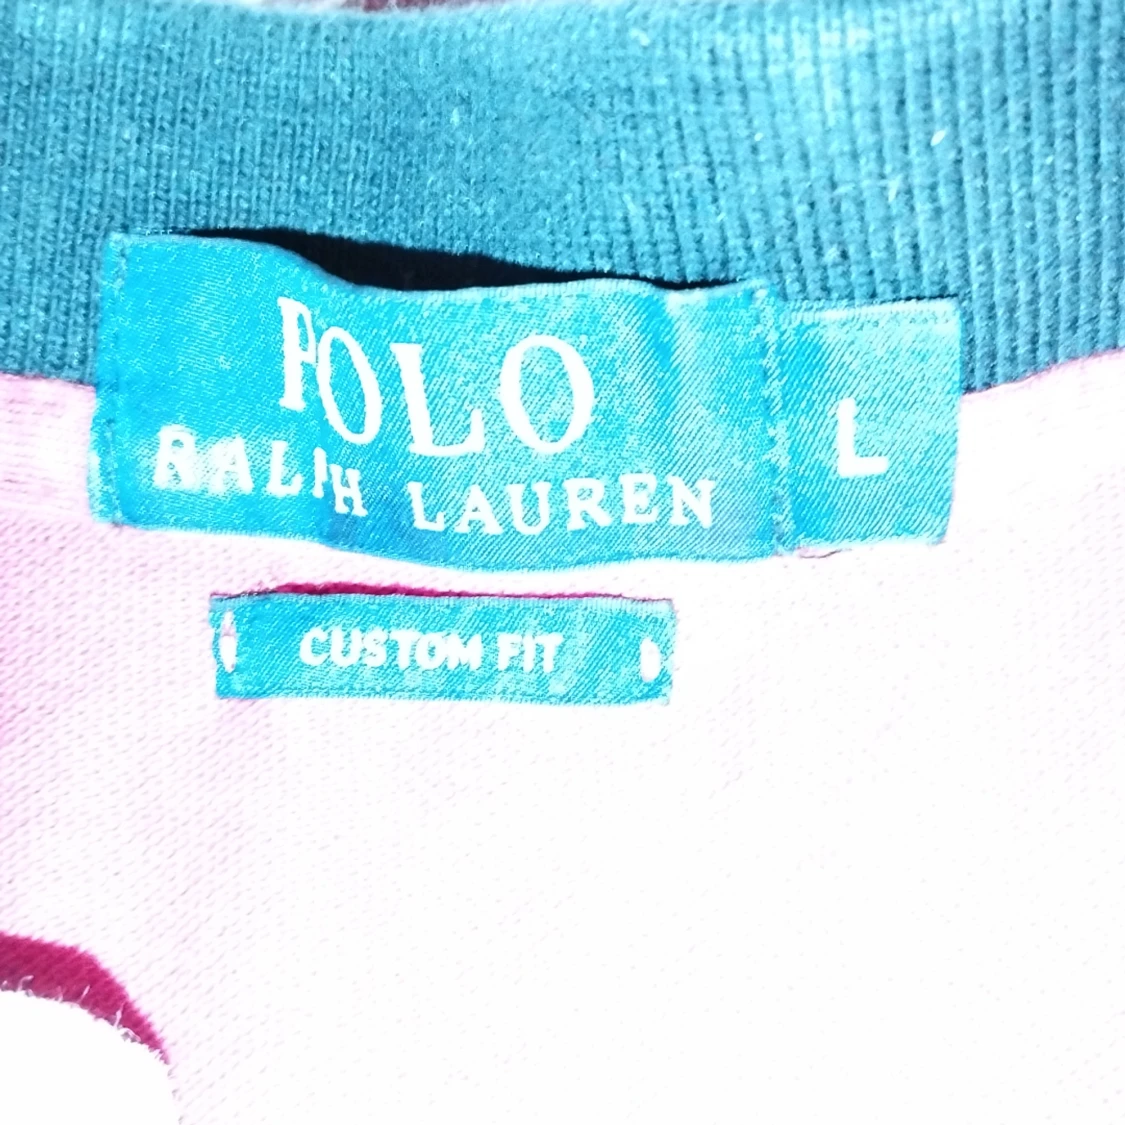 POLO
RALPH LAUREN
L
CUSTOM FIT